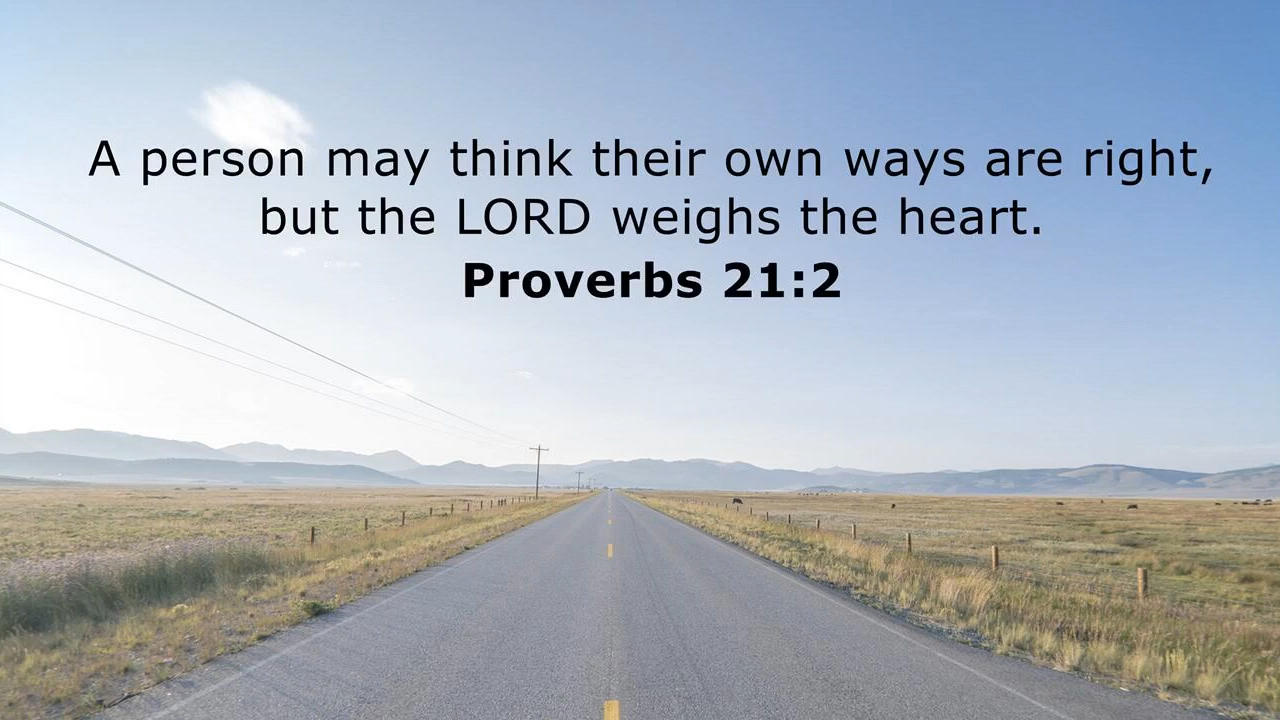 A person may think their own ways are right,
but the LORD weighs the heart.
Proverbs 21:2